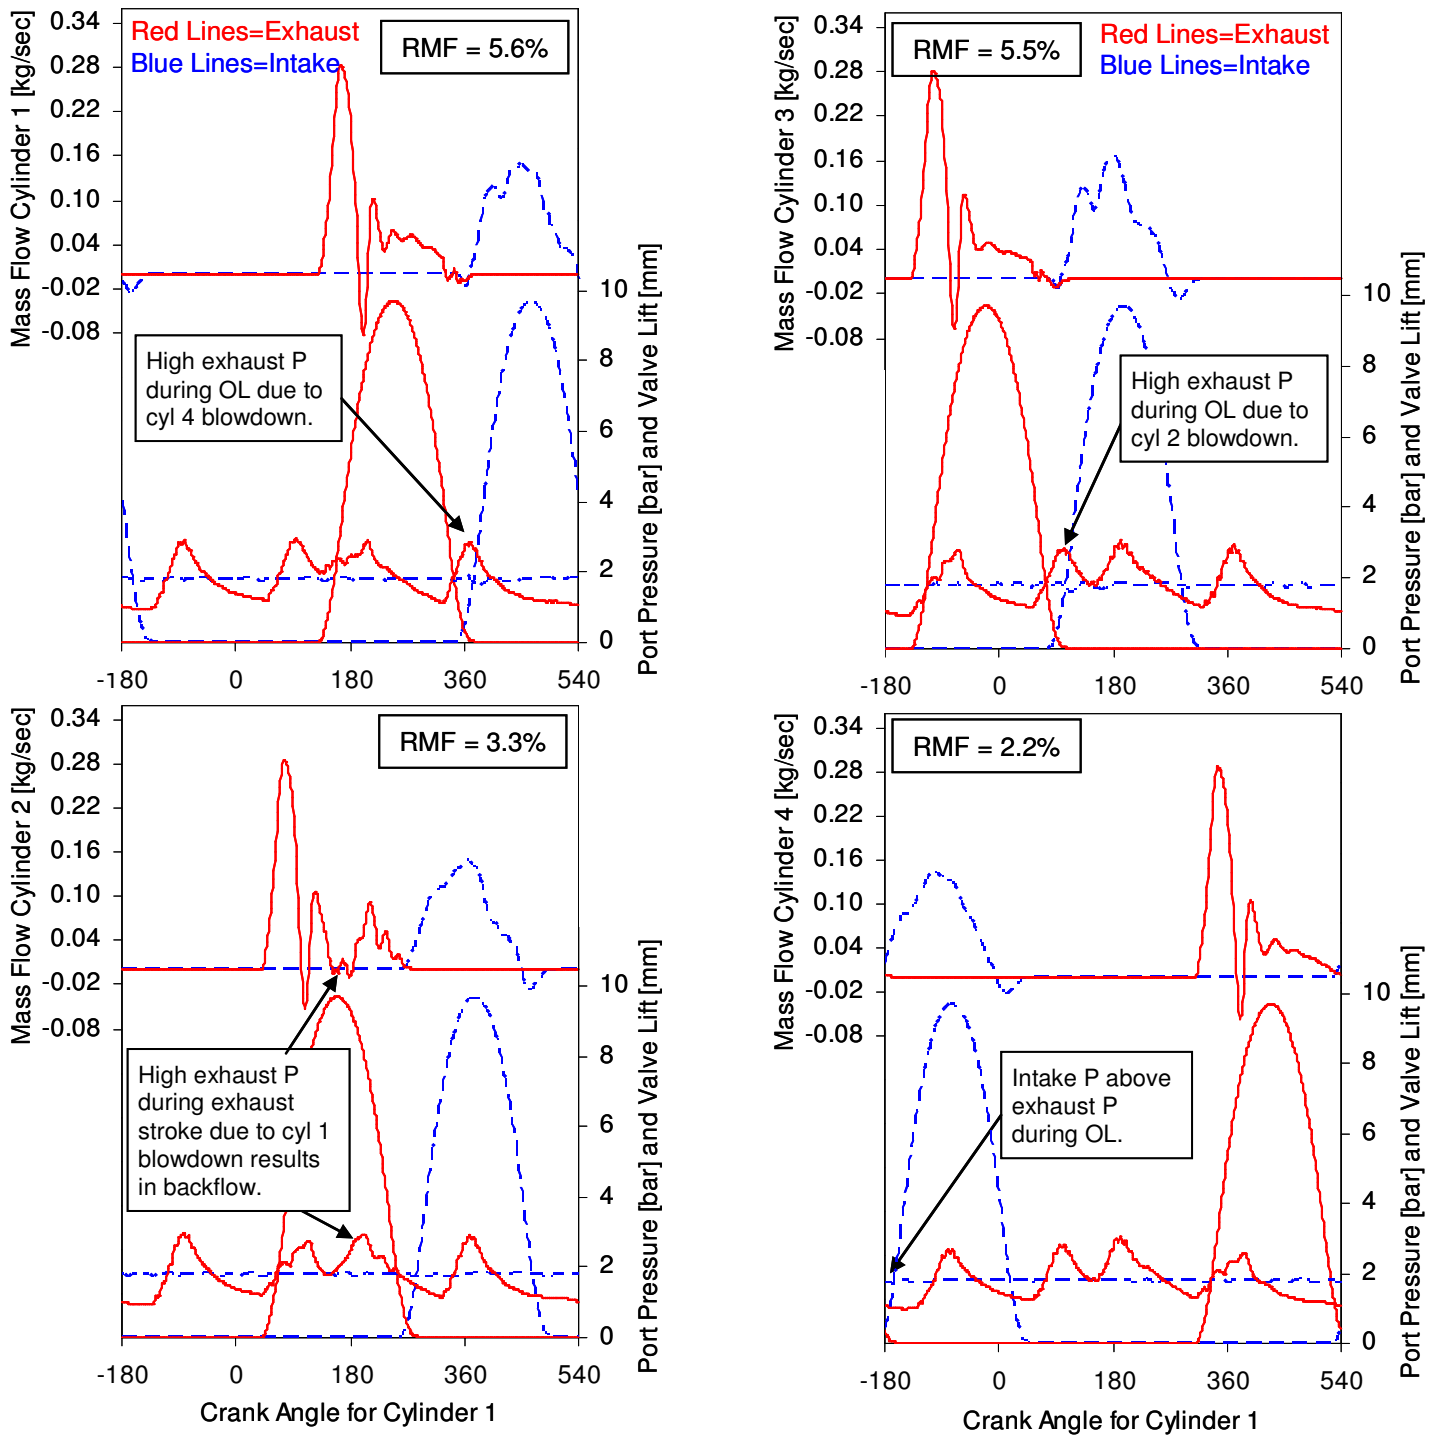 Red Lines=Exhaust
Blue Lines=Intake
RMF = 5.6%
Mass Flow Cylinder 1 [kg/sec]
0.34
0.28
0.22
0.16
0.10
0.04
-0.02
-0.08
High exhaust P
during OL due to
cyl 4 blowdown.
10
8
6
4
2
0
Port Pressure [bar] and Valve Lift [mm]
-180 0 180 360 540
RMF = 5.5%
Red Lines=Exhaust
Blue Lines=Intake
Mass Flow Cylinder 3 [kg/sec]
0.34
0.28
0.22
0.16
0.10
0.04
-0.02
-0.08
High exhaust P
during OL due to
cyl 2 blowdown.
10
8
6
4
2
0
Port Pressure [bar] and Valve Lift [mm]
-180 0 180 360 540
RMF = 3.3%
Mass Flow Cylinder 2 [kg/sec]
0.34
0.28
0.22
0.16
0.10
0.04
-0.02
-0.08
High exhaust P
during exhaust
stroke due to cyl 1
blowdown results
in backflow.
10
8
6
4
2
0
Port Pressure [bar] and Valve Lift [mm]
-180 0 180 360 540
Crank Angle for Cylinder 1
RMF = 2.2%
Mass Flow Cylinder 4 [kg/sec]
0.34
0.28
0.22
0.16
0.10
0.04
-0.02
-0.08
Intake P above
exhaust P
during OL.
10
8
6
4
2
0
Port Pressure [bar] and Valve Lift [mm]
-180 0 180 360 540
Crank Angle for Cylinder 1